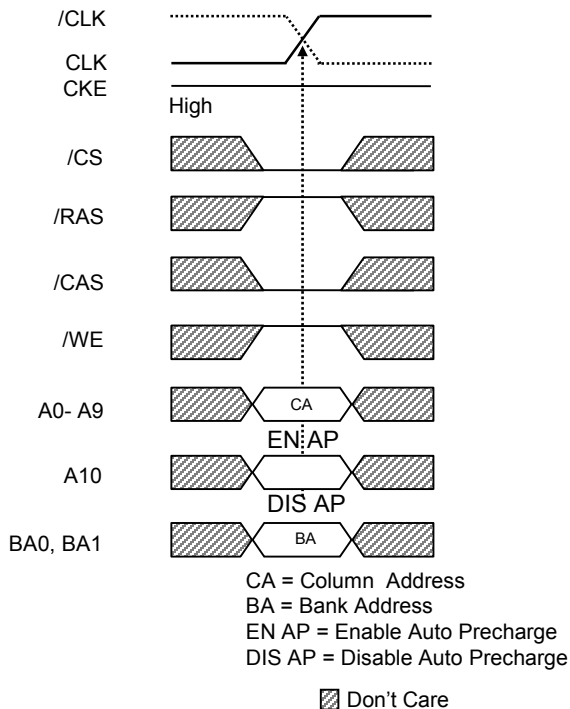 /CLK
CLK
CKE
High
/CS
/RAS
/CAS
/WE
A0- A9
CA
EN AP
A10
DIS AP
BA0, BA1
BA
CA = Column Address
BA = Bank Address
EN AP = Enable Auto Precharge
DIS AP = Disable Auto Precharge
Don't Care